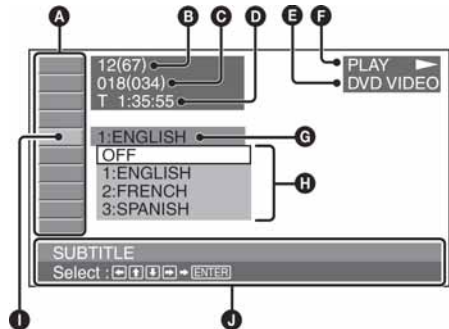 A
B
C
D
E
F
12(67)
018(034)
T 1:35:55
PLAY
DVD VIDEO
1:ENGLISH
G
OFF
1:ENGLISH
2:FRENCH
3:SPANISH
H
SUBTITLE
Select : ←↑↓→ → ENTER
I
J